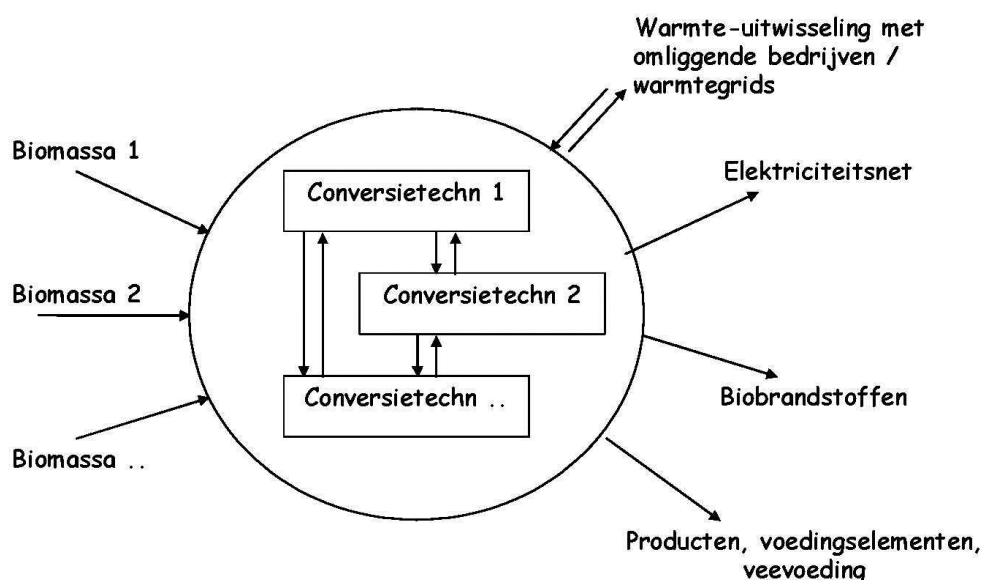 Warmte-uitwisseling met
omliggende bedrijven /
warmtegrids
Biomassa 1
Elektriciteitsnet
Conversietechn 1
Biomassa 2
Conversietechn 2
Conversietechn ..
Biobrandstoffen
Biomassa ..
Producten, voedingselementen,
veevoeding